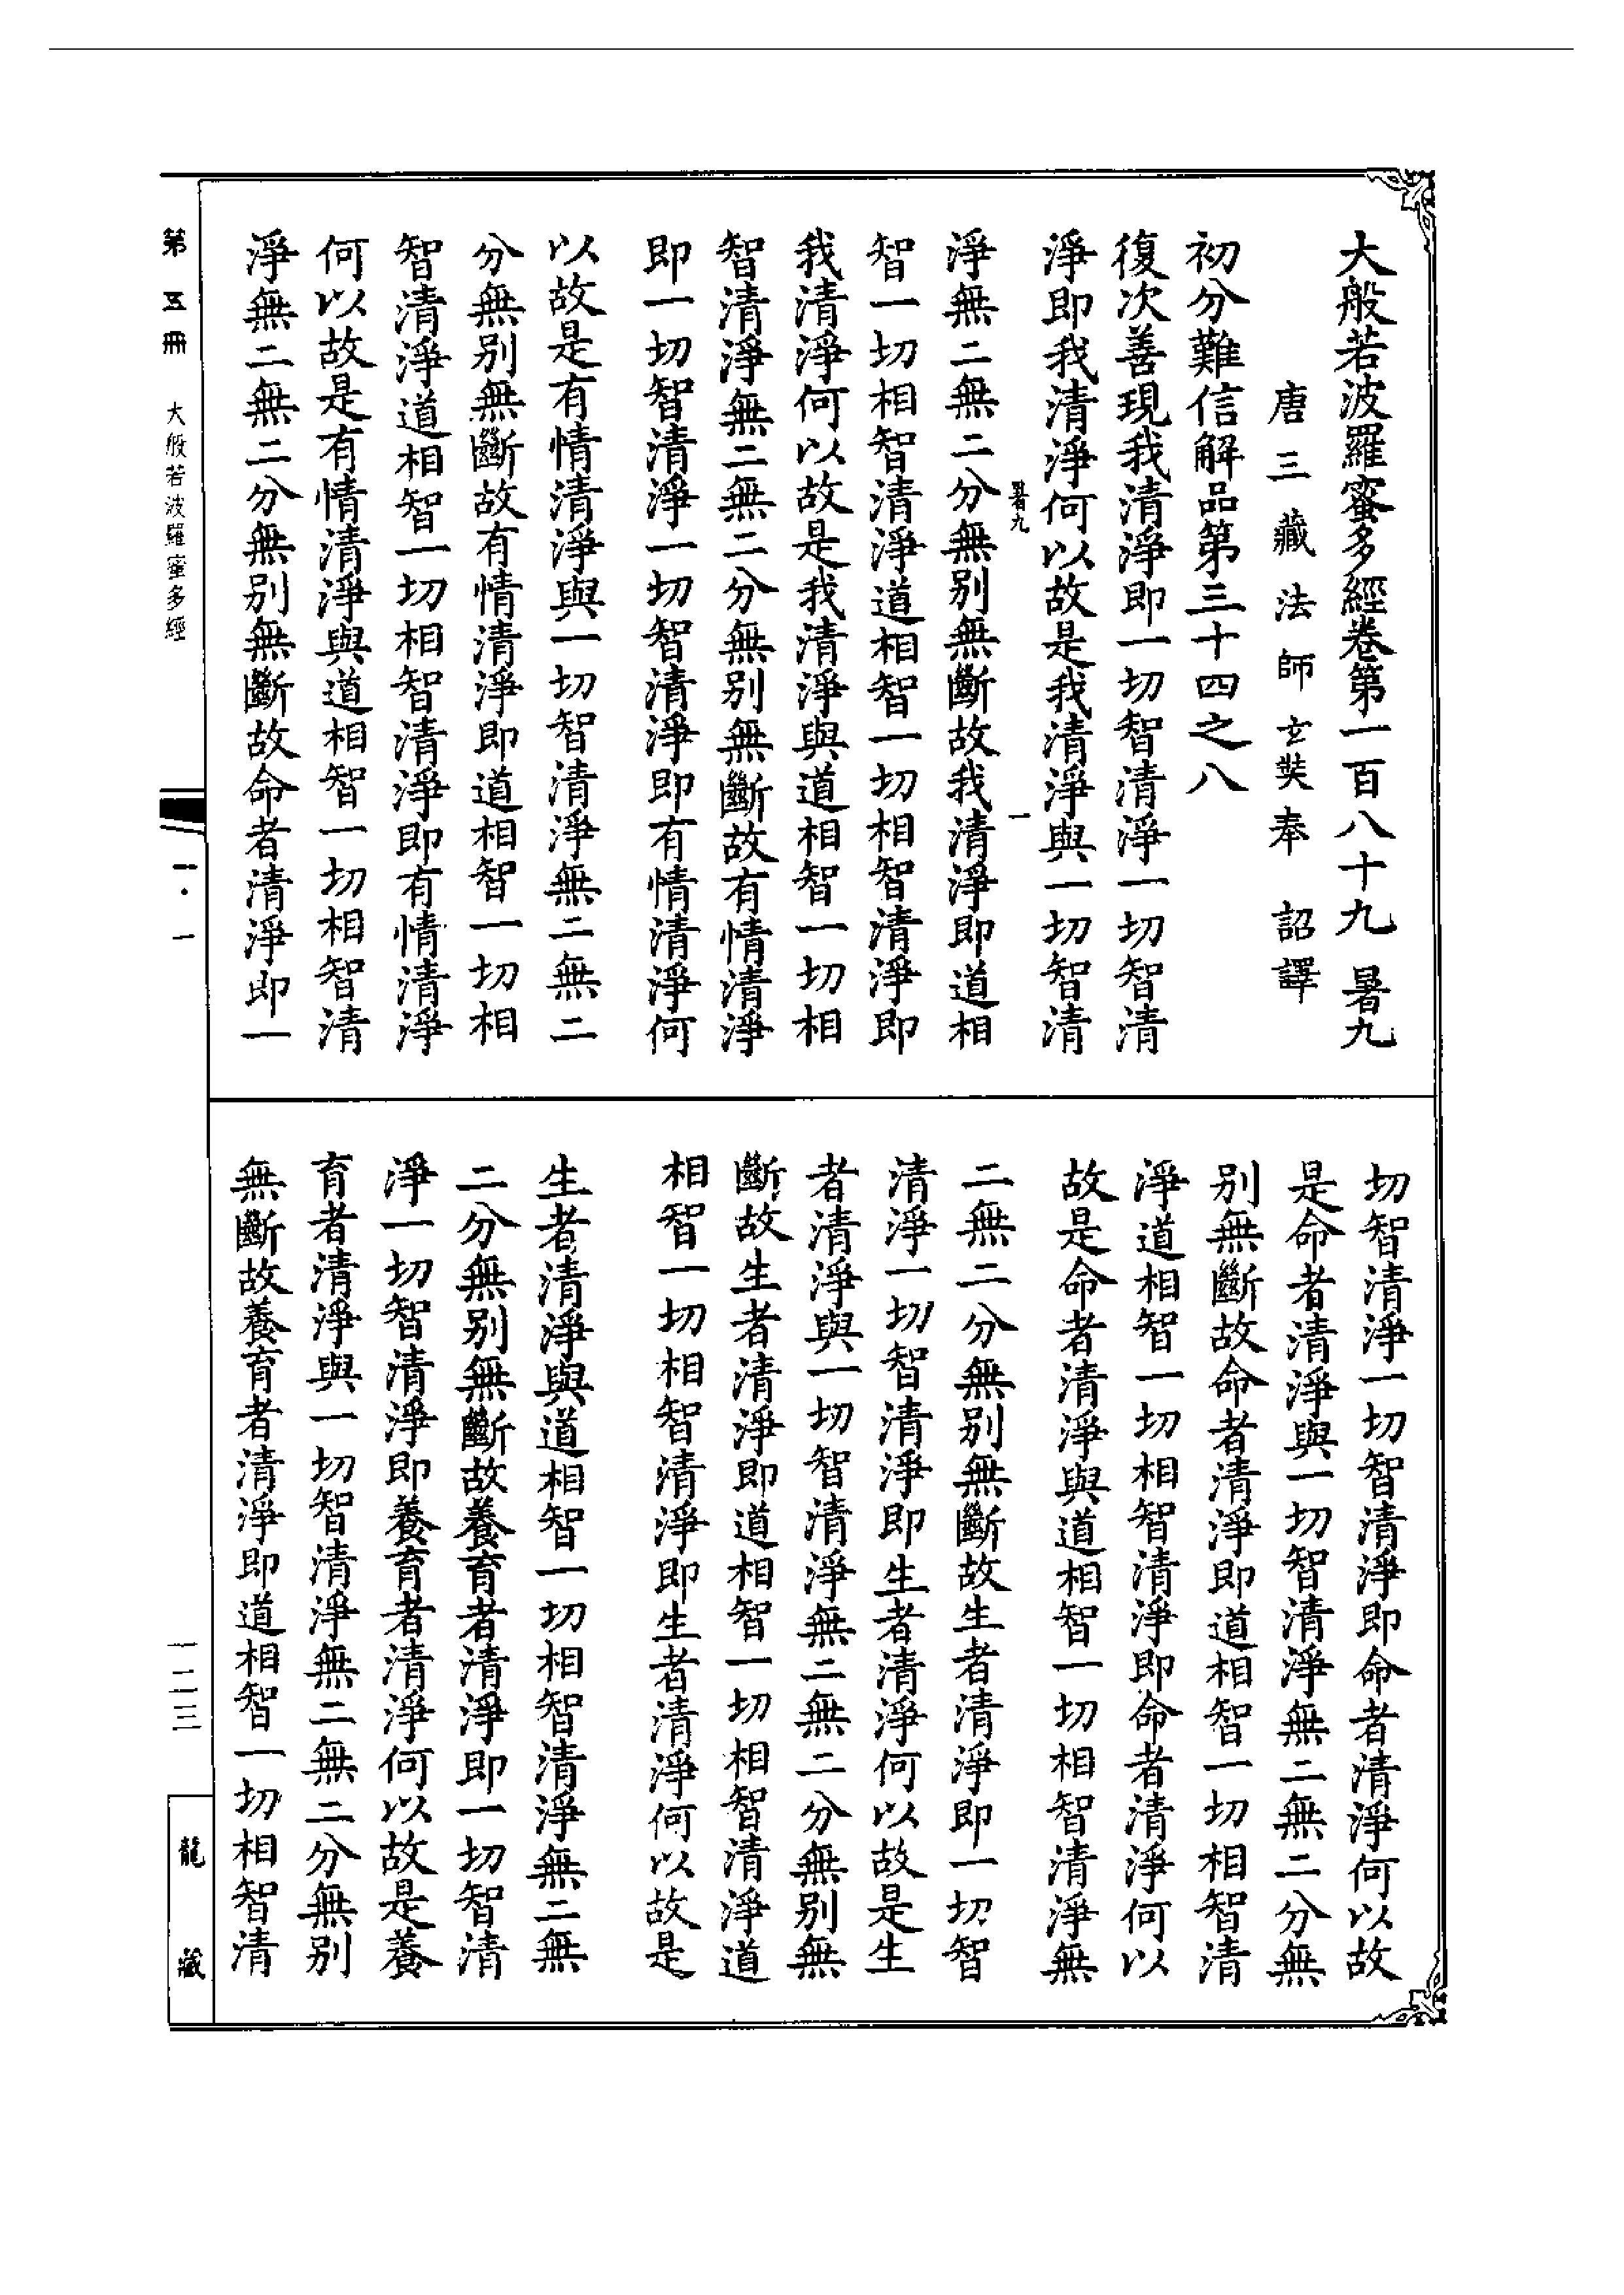 大般若波羅蜜多經卷第一百八十九 暑九
唐三藏法師玄奘奉 詔譯
初分難信解品第三十四之八
復次善現我清淨即一切智清淨一切智清
淨即我清淨何以故是我清淨與一切智清
暑九 一
淨無二無二分無別無斷故我清淨即道相
智一切相智清淨道相智一切相智清淨即
我清淨何以故是我清淨與道相智一切相
智清淨無二無二分無別無斷故有情清淨
即一切智清淨一切智清淨即有情清淨何
以故是有情清淨與一切智清淨無二無二
分無別無斷故有情清淨即道相智一切相
智清淨道相智一切相智清淨即有情清淨
何以故是有情清淨與道相智一切相智清
淨無二無二分無別無斷故命者清淨即一
切智清淨一切智清淨即命者清淨何以故
是命者清淨與一切智清淨無二無二分無
別無斷故命者清淨即道相智一切相智清
淨道相智一切相智清淨即命者清淨何以
故是命者清淨與道相智一切相智清淨無
二無二分無別無斷故生者清淨即一切智
清淨一切智清淨即生者清淨何以故是生
者清淨與一切智清淨無二無二分無別無
斷故生者清淨即道相智一切相智清淨道
相智一切相智清淨即生者清淨何以故是
生者清淨與道相智一切相智清淨無二無
二分無別無斷故養育者清淨即一切智清
淨一切智清淨即養育者清淨何以故是養
育者清淨與一切智清淨無二無二分無別
無斷故養育者清淨即道相智一切相智清
第五冊 大般若波羅蜜多經
一·一
一二三
龍藏